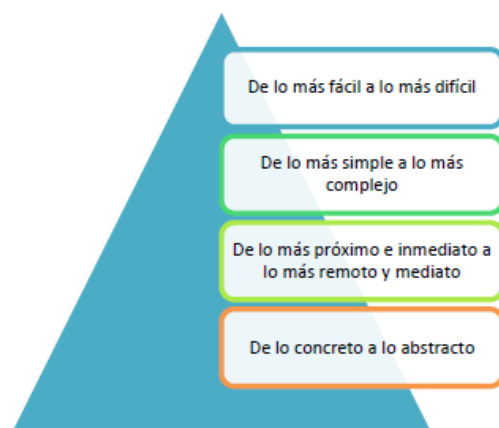 De lo más fácil a lo más difícil
De lo más simple a lo más
complejo
De lo más próximo e inmediato a
lo más remoto y mediato
De lo concreto a lo abstracto